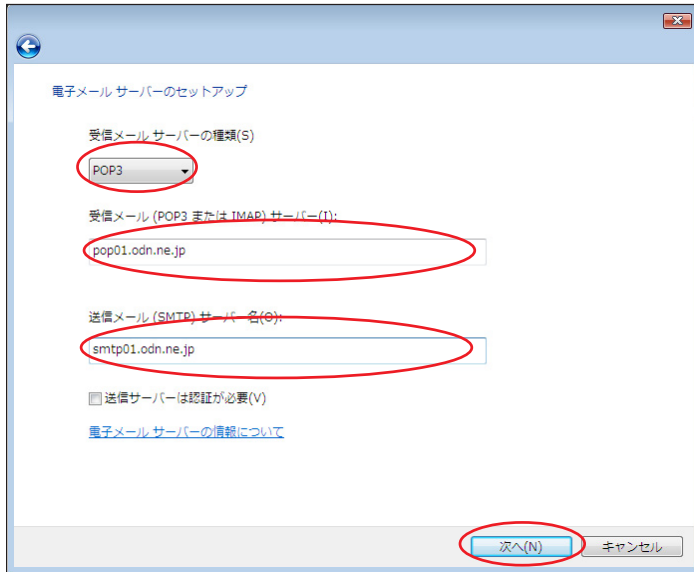 電子メール サーバーのセットアップ
受信メール サーバーの種類(S)
POP3
受信メール (POP3 または IMAP) サーバー(I):
pop01.odn.ne.jp
送信メール (SMTP) サーバー名(O):
smtp01.odn.ne.jp
送信サーバーは認証が必要(V)
電子メール サーバーの情報について
次へ(N) キャンセル